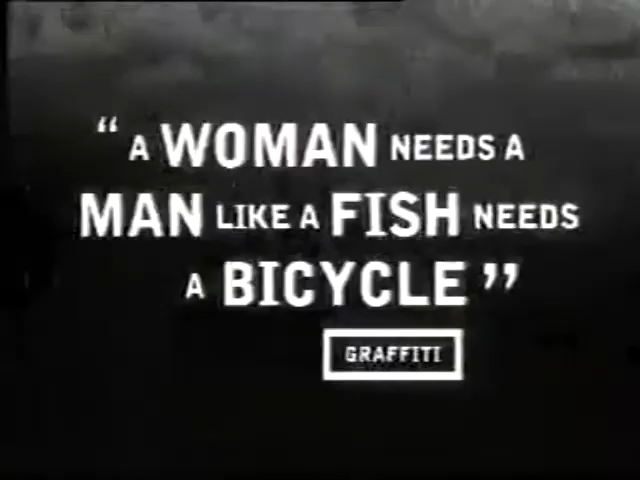 “ A WOMAN NEEDS A
MAN LIKE A FISH NEEDS
A BICYCLE ”
GRAFFITI